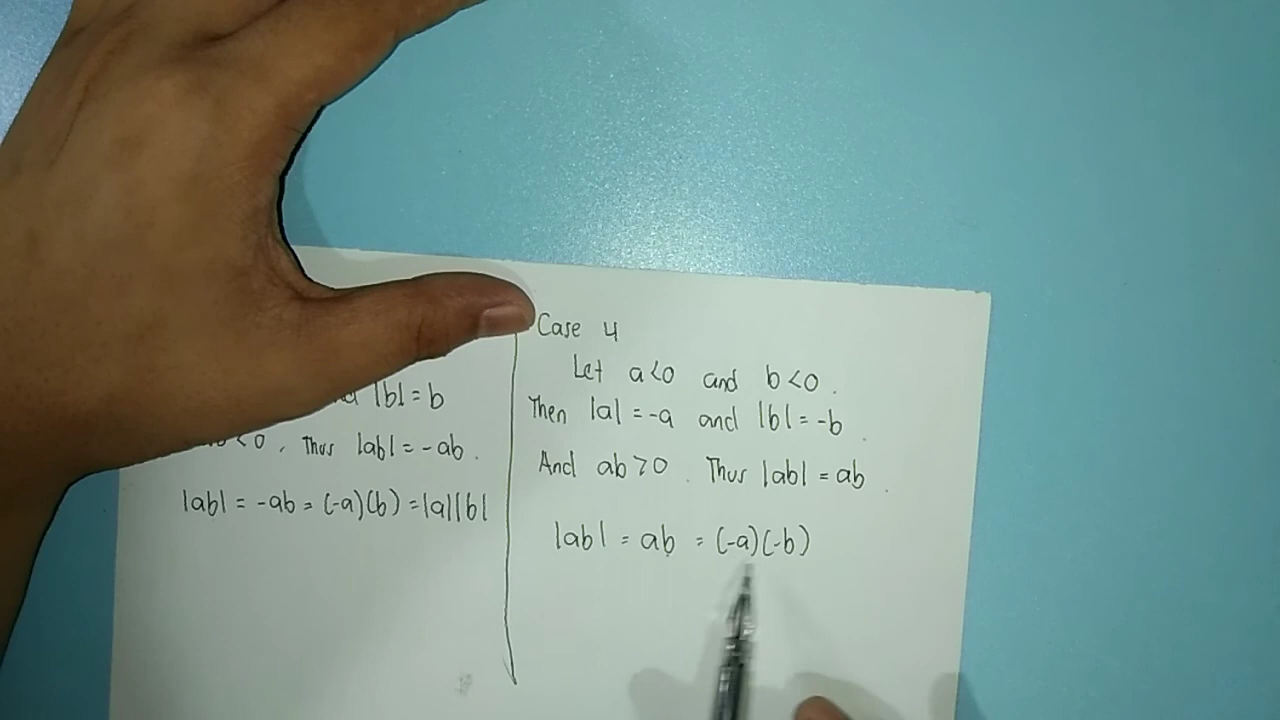 |b| = b
< 0 , Thus |ab| = - ab .
|ab| = -ab = (-a)(b) = |a||b|
Case 4
Let a<0 and b<0 .
Then |a| = -a and |b| = -b .
And ab>0 . Thus |ab| = ab .
|ab| = ab = (-a)(-b)